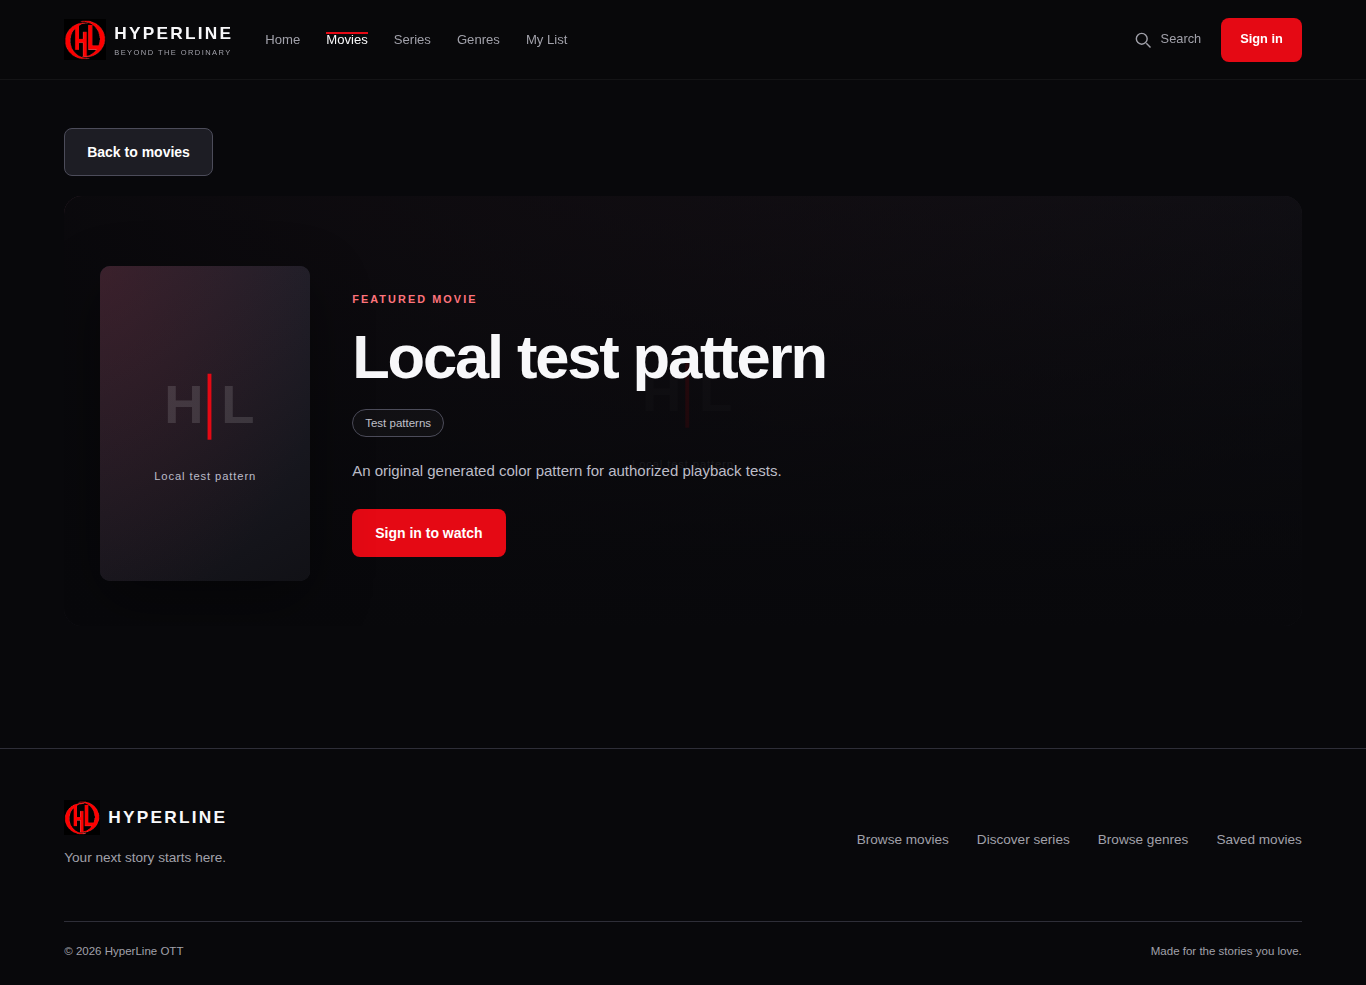 HYPERLINE
BEYOND THE ORDINARY
Home
Movies
Series
Genres
My List
Search
Sign in
Back to movies
H L
Local test pattern
FEATURED MOVIE
Local test pattern
H L
Test patterns
An original generated color pattern for authorized playback tests.
Sign in to watch
HYPERLINE
Your next story starts here.
Browse movies
Discover series
Browse genres
Saved movies
© 2026 HyperLine OTT
Made for the stories you love.